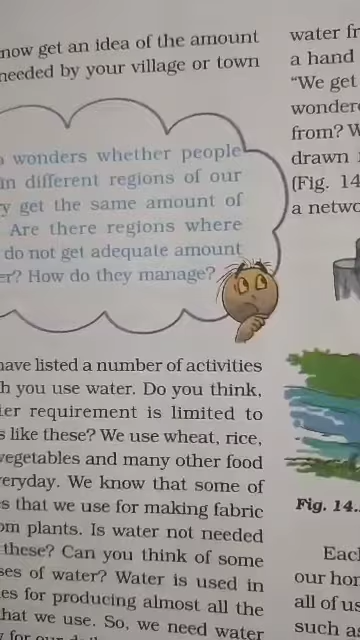 now get an idea of the amount
needed by your village or town
wonders whether people
in different regions of our
get the same amount of
Are there regions where
do not get adequate amount
How do they manage?
have listed a number of activities
you use water. Do you think,
requirement is limited to
like these? We use wheat, rice,
vegetables and many other food
We know that some of
that we use for making fabric
plants. Is water not needed
these? Can you think of some
of water? Water is used in
for producing almost all the
that we use. So, we need water
for our
water
a hand
"We get
from?
drawn
(Fig. 14
a
Fig. 14.
our
all of us
such a